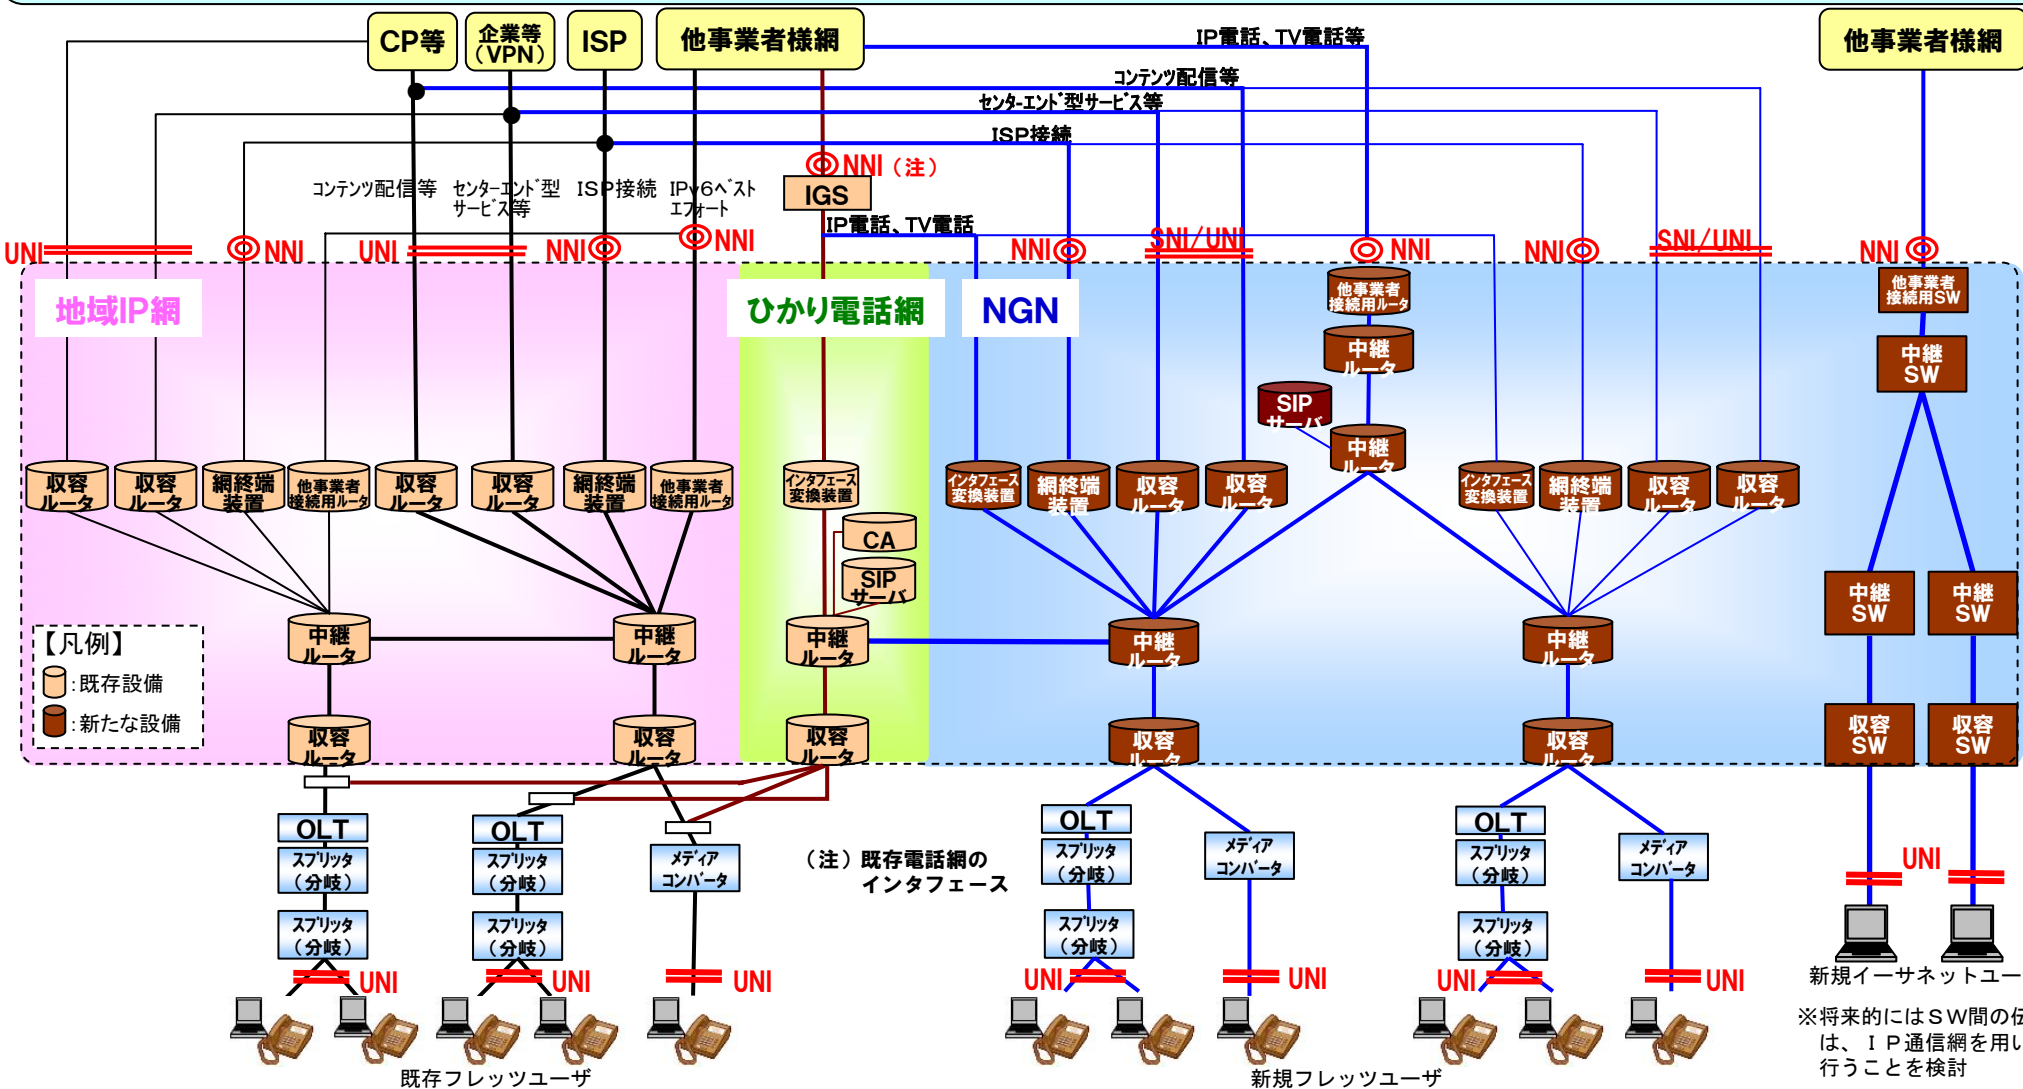 CP等
企業等
（VPN）
ISP
他事業者様網
他事業者様網
IP電話、TV電話等
コンテンツ配信等
センターエンド型サービス等
ISP接続
NNI（注）
IGS
コンテンツ配信等
センターエンド型
サービス等
ISP接続
IPv6ベスト
エフォート
IP電話、TV電話
UNI
NNI
UNI
NNI
NNI
NNI
SNI/UNI
NNI
NNI
SNI/UNI
NNI
地域IP網
ひかり電話網
NGN
他事業者
接続用ルータ
中継
ルータ
SIP
サーバ
中継
ルータ
他事業者
接続用SW
中継
SW
収容
ルータ
収容
ルータ
網終端
装置
他事業者
接続用ルータ
収容
ルータ
収容
ルータ
網終端
装置
他事業者
接続用ルータ
インタフェース
変換装置
インタフェース
変換装置
網終端
装置
収容
ルータ
収容
ルータ
インタフェース
変換装置
網終端
装置
収容
ルータ
収容
ルータ
CA
SIP
サーバ
中継
SW
中継
SW
中継
ルータ
中継
ルータ
中継
ルータ
中継
ルータ
中継
ルータ
【凡例】
:既存設備
:新たな設備
収容
ルータ
収容
ルータ
収容
ルータ
収容
ルータ
収容
ルータ
収容
SW
収容
SW
OLT
スプリッタ
（分岐）
スプリッタ
（分岐）
UNI
OLT
スプリッタ
（分岐）
スプリッタ
（分岐）
UNI
メディア
コンバータ
UNI
（注）既存電話網の
インタフェース
OLT
スプリッタ
（分岐）
スプリッタ
（分岐）
UNI
メディア
コンバータ
UNI
OLT
スプリッタ
（分岐）
スプリッタ
（分岐）
UNI
メディア
コンバータ
UNI
UNI
既存フレッツユーザ
新規フレッツユーザ
新規イーサネットユー
※将来的にはＳＷ間の伝
は、ＩＰ通信網を用い
行うことを検討